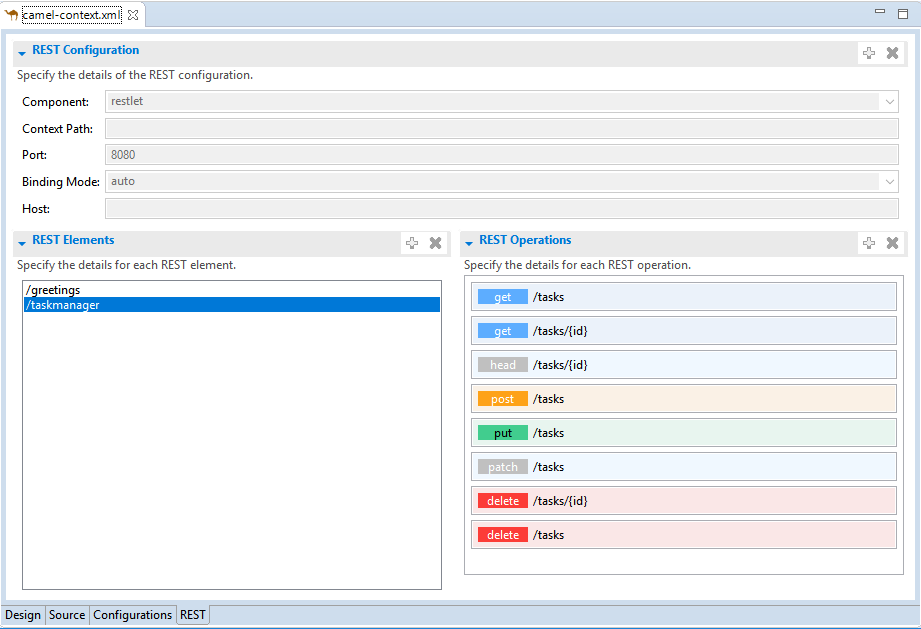 camel-context.xml
REST Configuration
Specify the details of the REST configuration.
Component: restlet
Context Path:
Port: 8080
Binding Mode: auto
Host:
REST Elements
Specify the details for each REST element.
/greetings
/taskmanager
REST Operations
Specify the details for each REST operation.
get /tasks
get /tasks/{id}
head /tasks/{id}
post /tasks
put /tasks
patch /tasks
delete /tasks/{id}
delete /tasks
Design Source Configurations REST